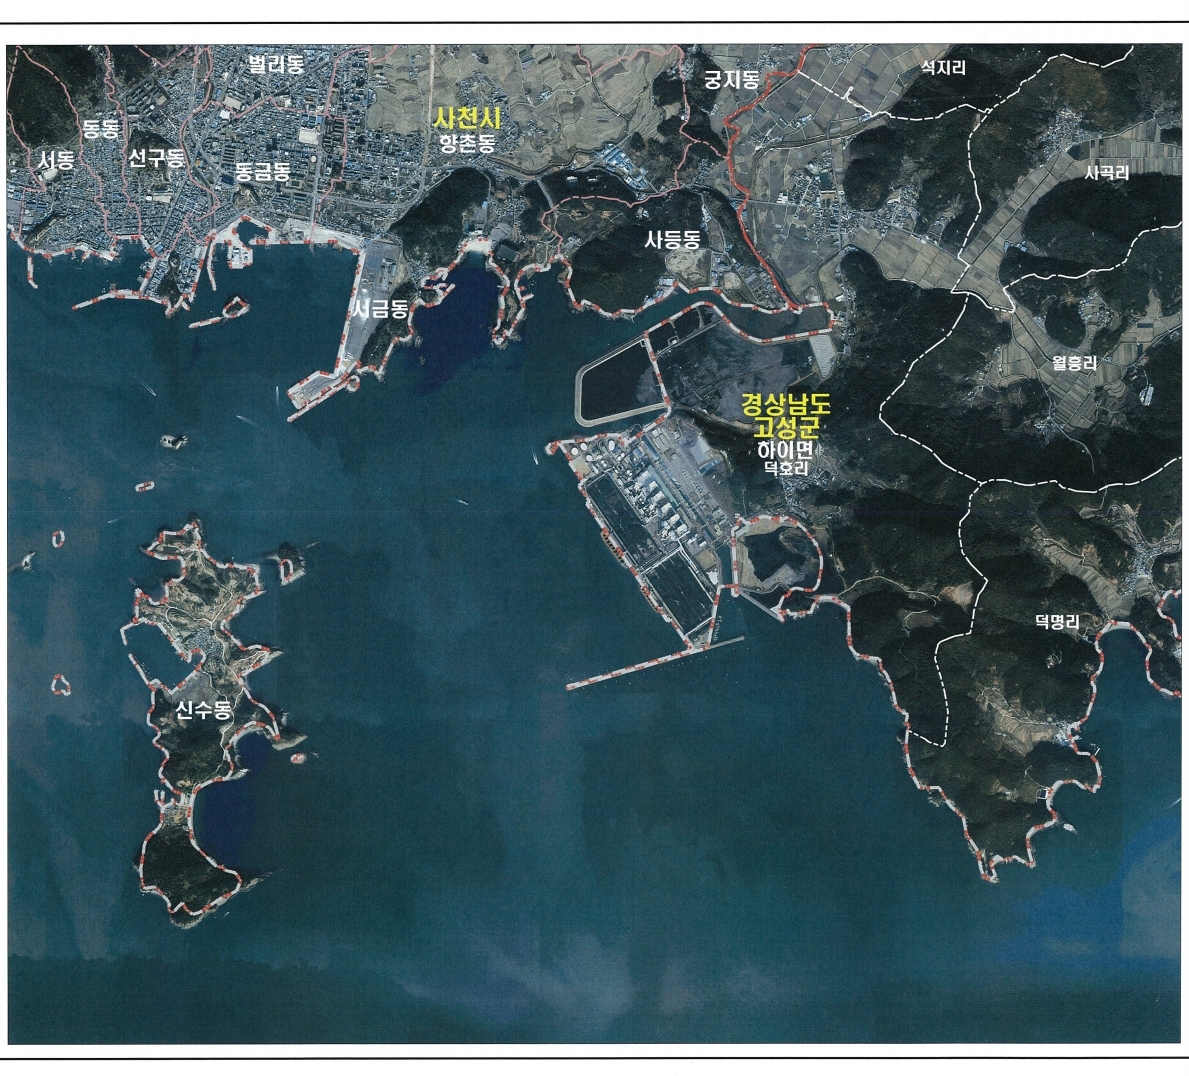 벌리동
궁지동
석지리
사천시
향촌동
동동
선구동
서동
동금동
사곡리
사등동
서금동
월흥리
경상남도
고성군
하이면
덕호리
덕명리
신수동